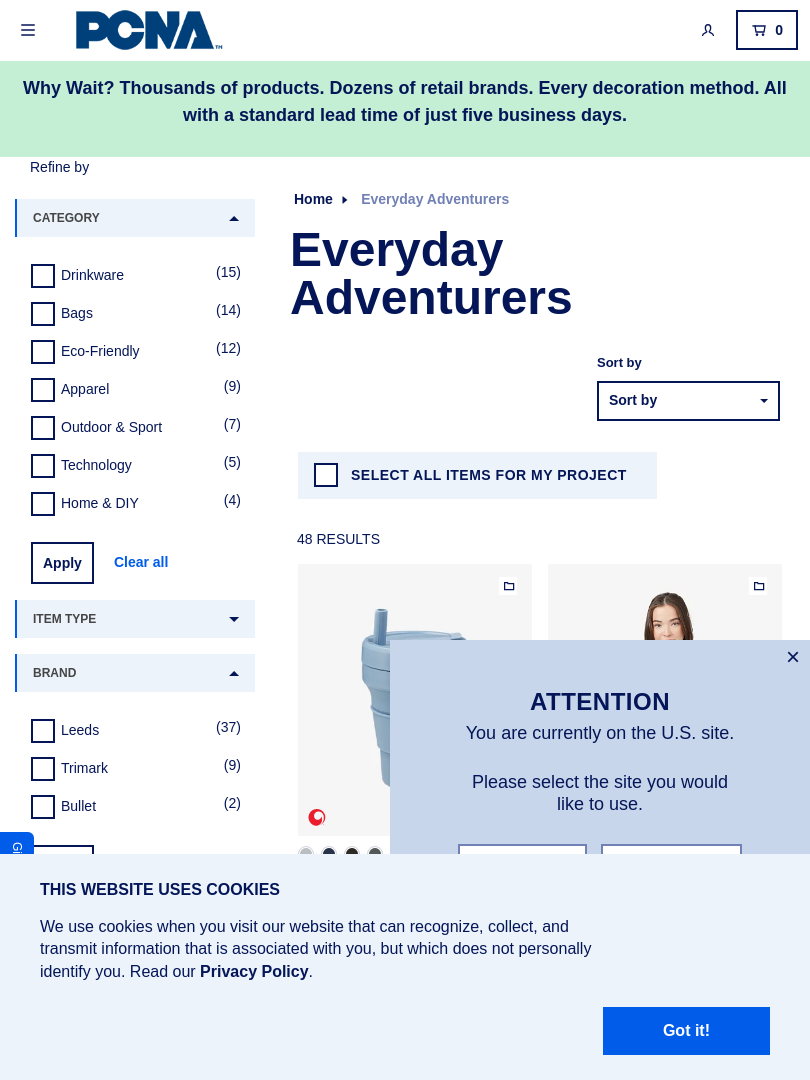 PCNA™
0
Why Wait? Thousands of products. Dozens of retail brands. Every decoration method. All
with a standard lead time of just five business days.
Refine by
Home
Everyday Adventurers
CATEGORY
Everyday
Adventurers
Drinkware (15)
Bags (14)
Eco-Friendly (12)
Apparel (9)
Outdoor & Sport (7)
Technology (5)
Home & DIY (4)
Sort by
Sort by
SELECT ALL ITEMS FOR MY PROJECT
48 RESULTS
Apply
Clear all
ITEM TYPE
BRAND
Leeds (37)
Trimark (9)
Bullet (2)
ATTENTION
You are currently on the U.S. site.
Please select the site you would
like to use.
THIS WEBSITE USES COOKIES
We use cookies when you visit our website that can recognize, collect, and
transmit information that is associated with you, but which does not personally
identify you. Read our Privacy Policy.
Got it!